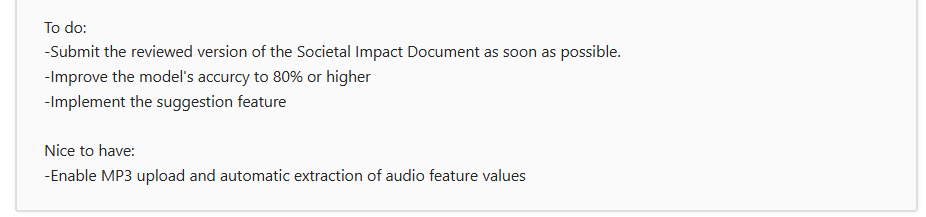 To do:
-Submit the reviewed version of the Societal Impact Document as soon as possible.
-Improve the model's accurcy to 80% or higher
-Implement the suggestion feature
Nice to have:
-Enable MP3 upload and automatic extraction of audio feature values